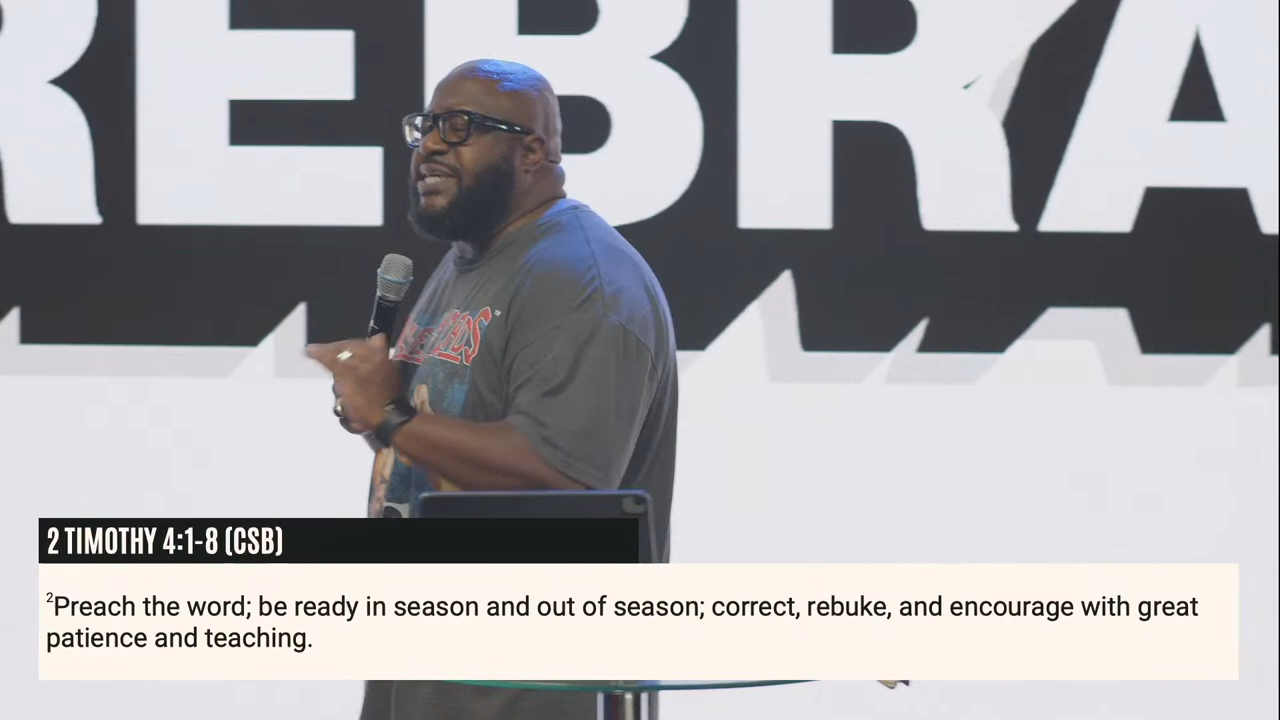 REBRA
2 TIMOTHY 4:1-8 (CSB)
²Preach the word; be ready in season and out of season; correct, rebuke, and encourage with great
patience and teaching.